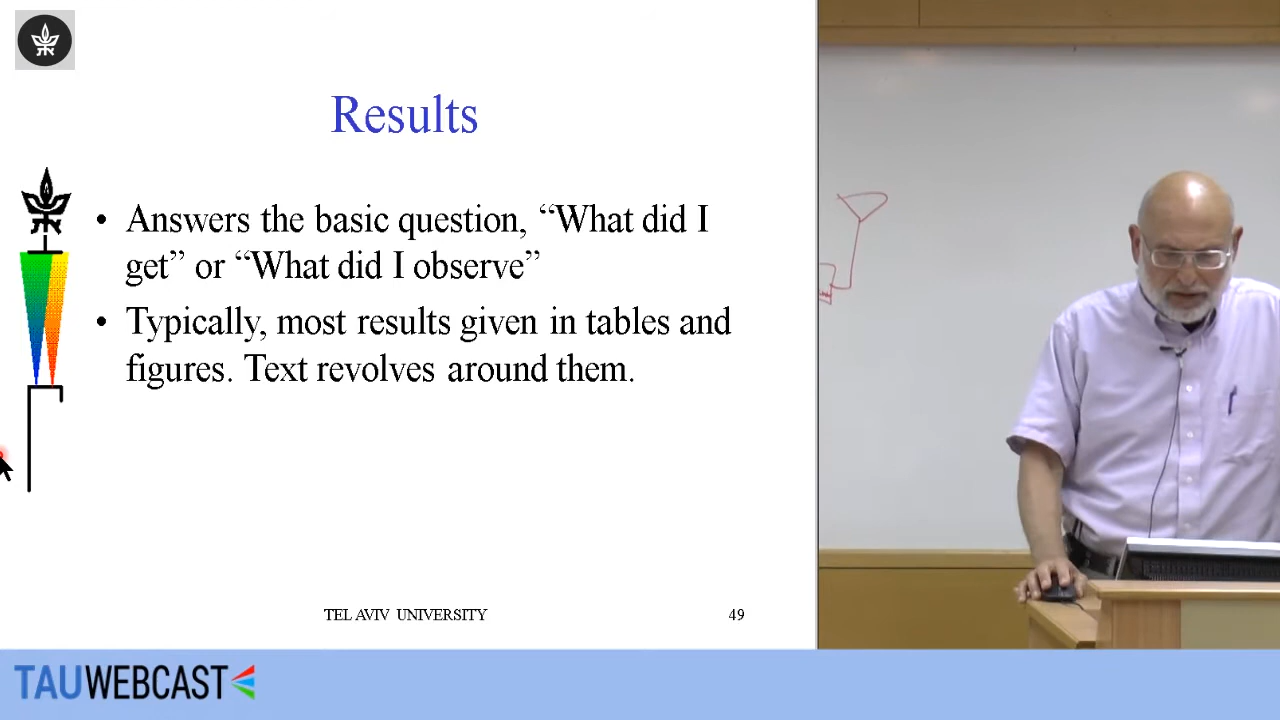 Results
• Answers the basic question, “What did I
get” or “What did I observe”
• Typically, most results given in tables and
figures. Text revolves around them.
TEL AVIV UNIVERSITY 49
TAUWEBCAST